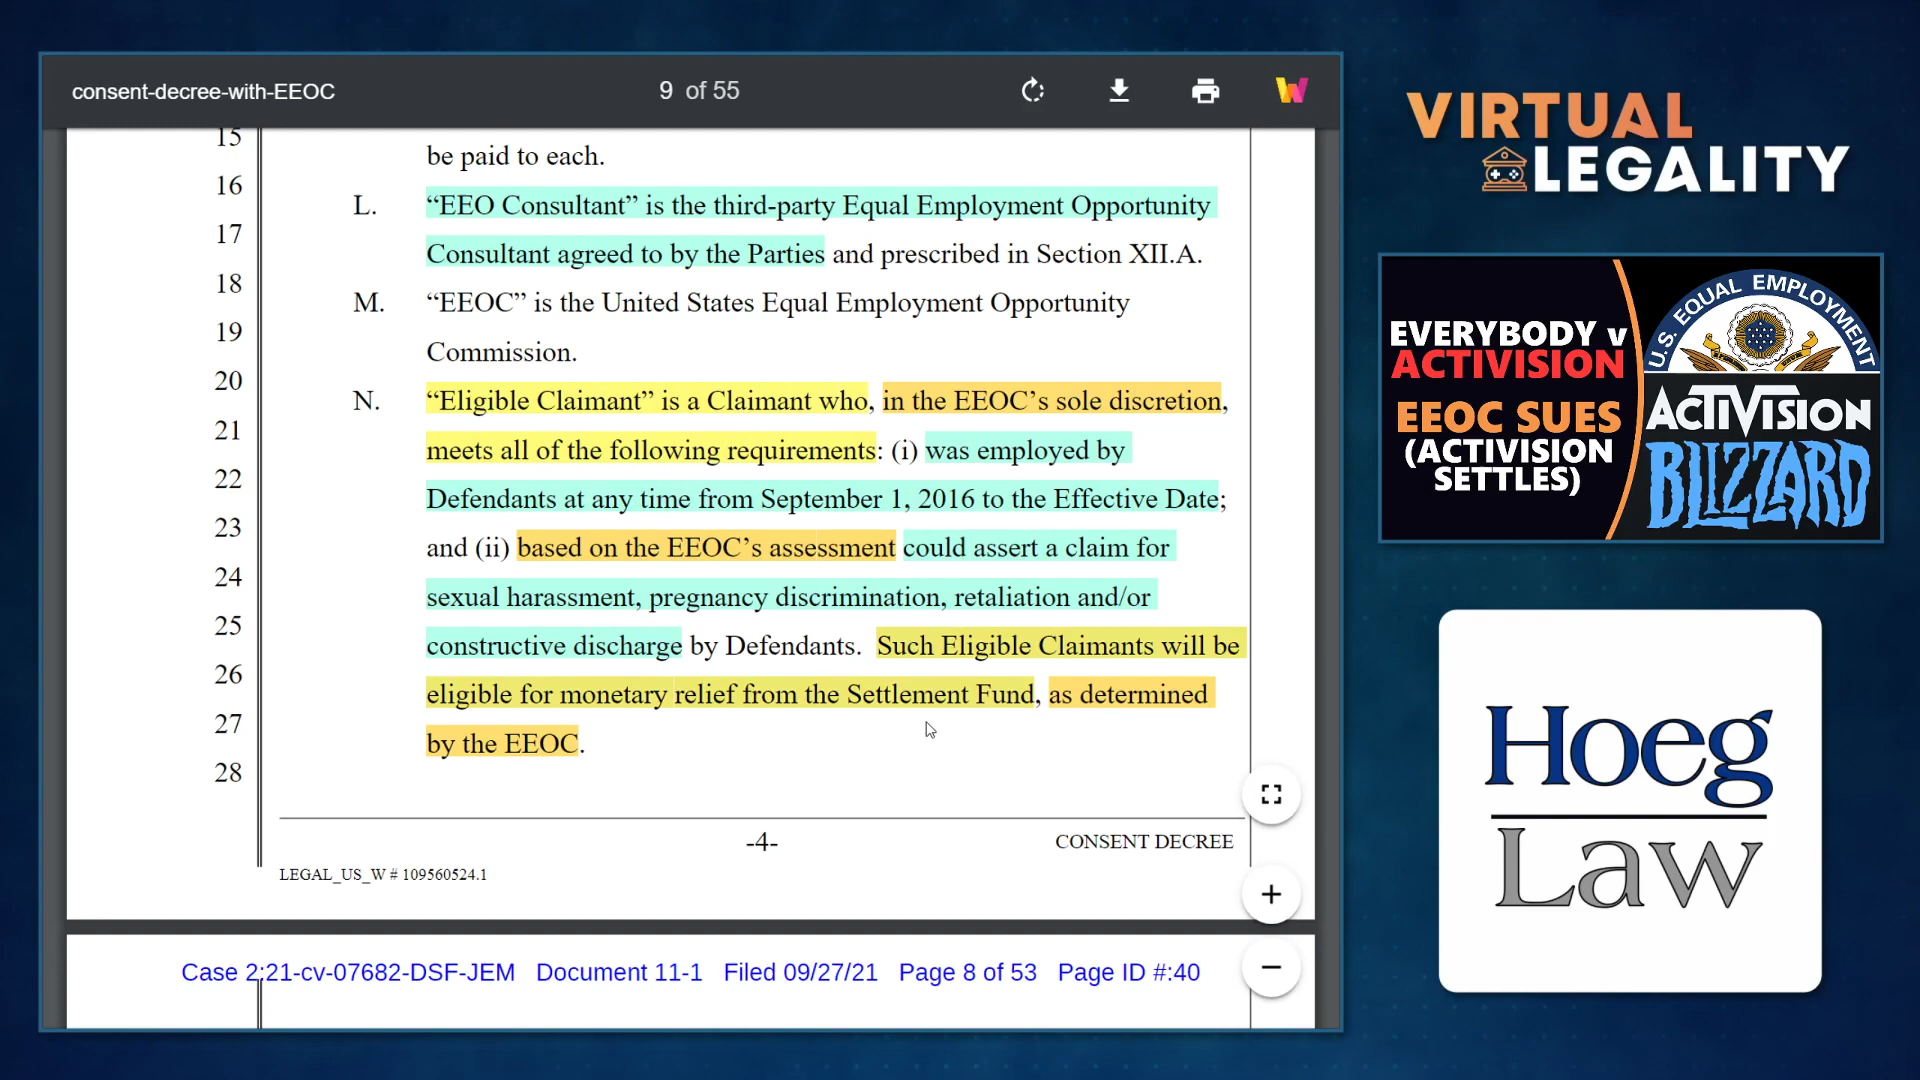 consent-decree-with-EEOC
9 of 55
15
be paid to each.
16
L. “EEO Consultant” is the third-party Equal Employment Opportunity
17
Consultant agreed to by the Parties and prescribed in Section XII.A.
18
M. “EEOC” is the United States Equal Employment Opportunity
19
Commission.
20
N. “Eligible Claimant” is a Claimant who, in the EEOC’s sole discretion,
21
meets all of the following requirements: (i) was employed by
22
Defendants at any time from September 1, 2016 to the Effective Date;
23
and (ii) based on the EEOC’s assessment could assert a claim for
24
sexual harassment, pregnancy discrimination, retaliation and/or
25
constructive discharge by Defendants. Such Eligible Claimants will be
26
eligible for monetary relief from the Settlement Fund, as determined
27
by the EEOC.
28
-4- CONSENT DECREE
LEGAL_US_W # 109560524.1
Case 2:21-cv-07682-DSF-JEM Document 11-1 Filed 09/27/21 Page 8 of 53 Page ID #:40
VIRTUAL
LEGALITY
EVERYBODY v
ACTIVISION
EEOC SUES
(ACTIVISION
SETTLES)
U.S. EQUAL EMPLOYMENT
ACTIVISION
BLIZZARD
Hoeg
Law